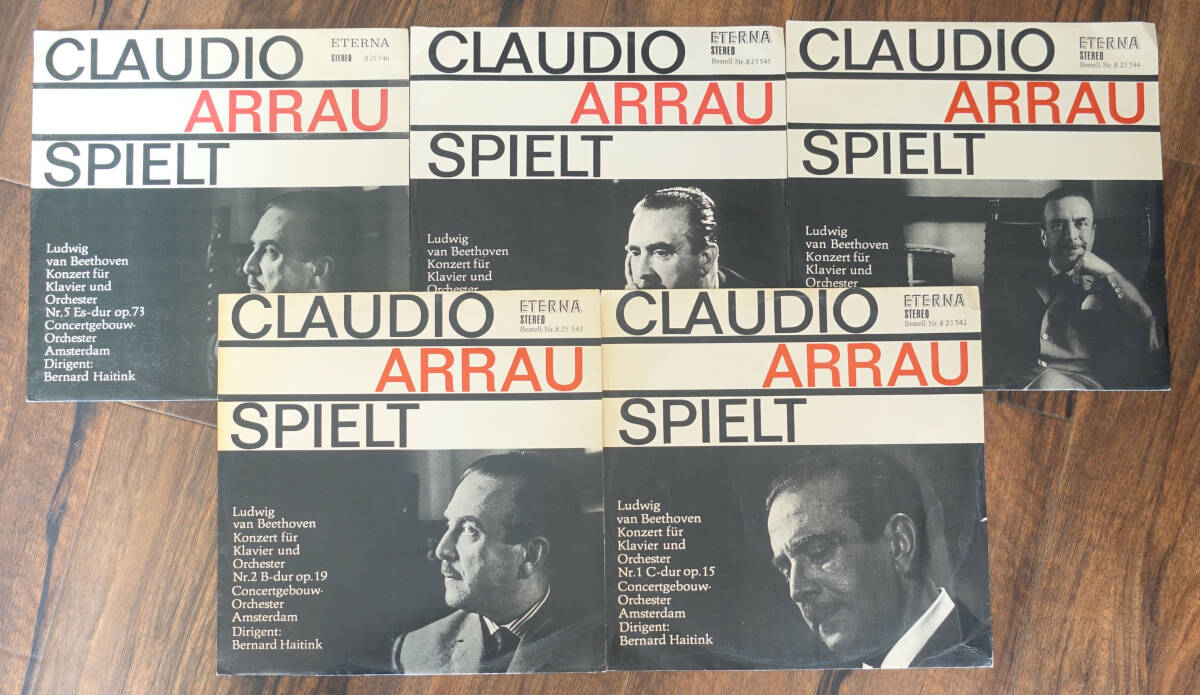 CLAUDIO
ARRAU
SPIELT
ETERNA
STEREO 8 25 546
Ludwig
van Beethoven
Konzert für
Klavier und
Orchester
Nr.5 Es-dur op.73
Concertgebouw-
Orchester
Amsterdam
Dirigent:
Bernard Haitink
CLAUDIO
ARRAU
SPIELT
ETERNA
STEREO
Bestell-Nr. 8 25 545
Ludwig
van Beethoven
Konzert für
Klavier und
Orchester
CLAUDIO
ARRAU
SPIELT
ETERNA
STEREO
Bestell-Nr. 8 25 544
Ludwig
van Beethoven
Konzert für
Klavier und
CLAUDIO
ARRAU
SPIELT
ETERNA
STEREO
Bestell-Nr. 8 25 543
Ludwig
van Beethoven
Konzert für
Klavier und
Orchester
Nr.2 B-dur op.19
Concertgebouw-
Orchester
Amsterdam
Dirigent:
Bernard Haitink
CLAUDIO
ARRAU
SPIELT
ETERNA
STEREO
Bestell-Nr. 8 25 542
Ludwig
van Beethoven
Konzert für
Klavier und
Orchester
Nr.1 C-dur op.15
Concertgebouw-
Orchester
Amsterdam
Dirigent:
Bernard Haitink